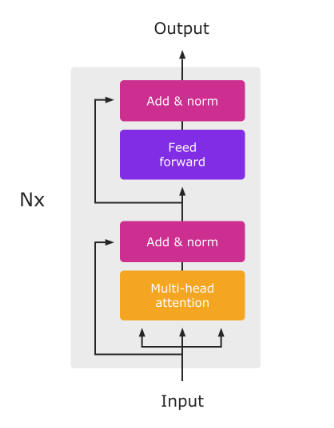 Output
Add & norm
Feed
forward
Nx
Add & norm
Multi-head
attention
Input